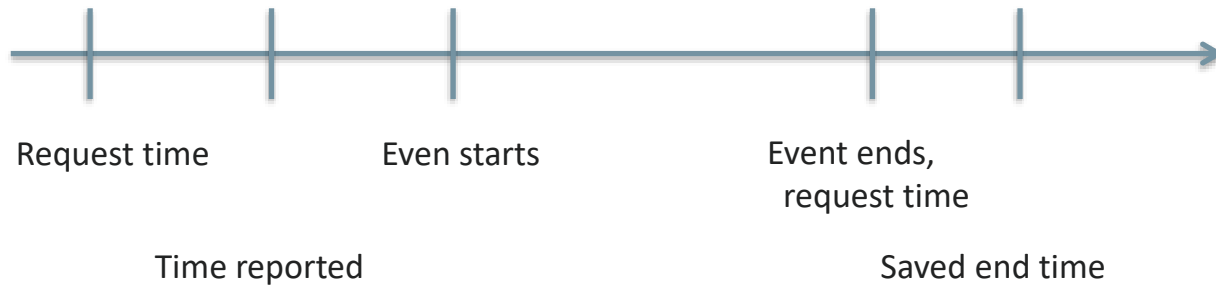 Request time
Even starts
Event ends,
request time
Time reported
Saved end time